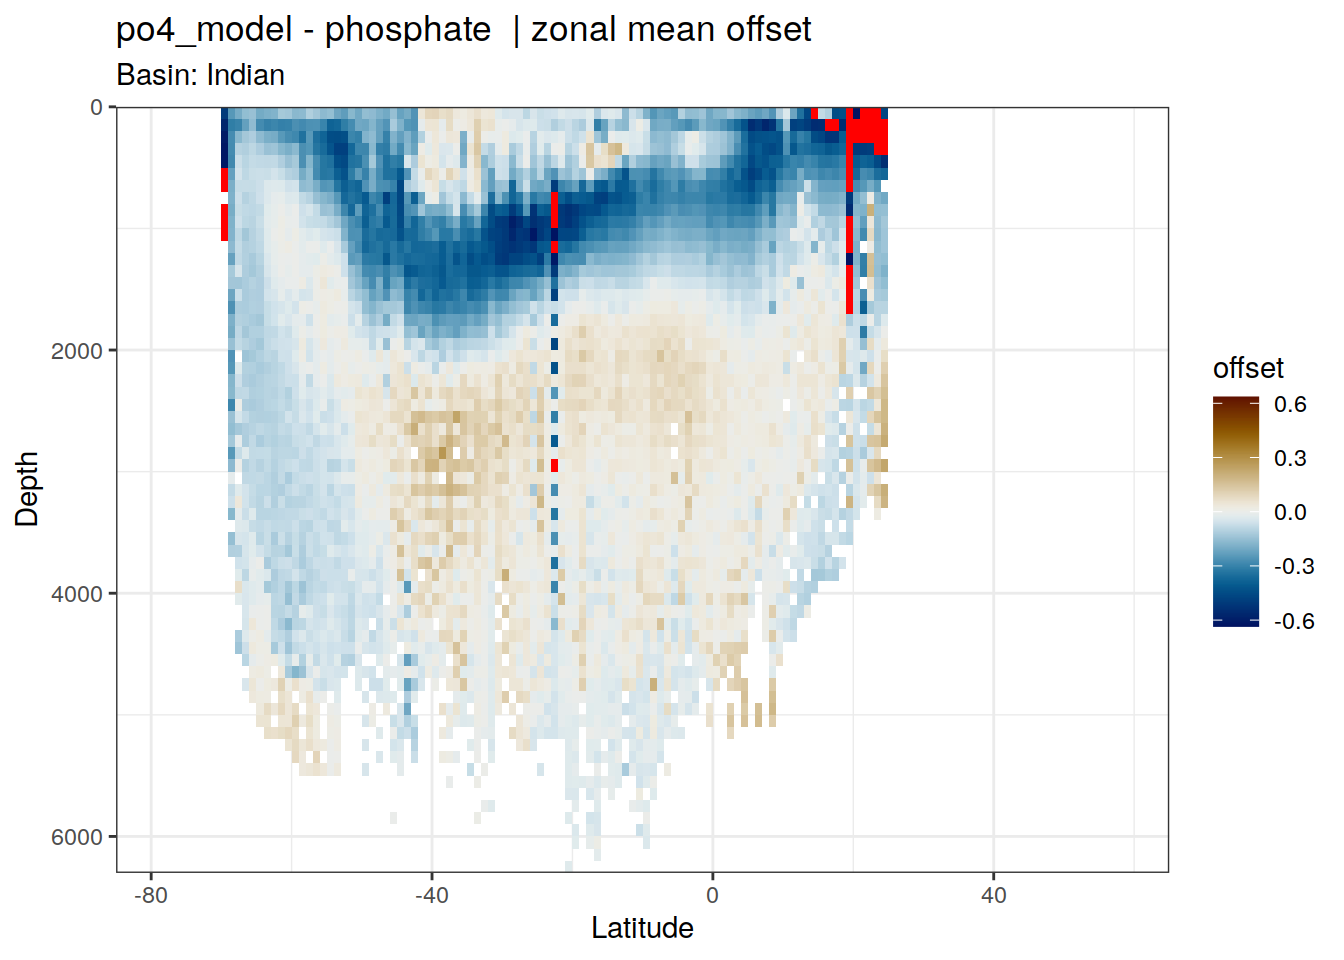 po4_model - phosphate  | zonal mean offset
Basin: Indian
0
2000
4000
6000
Depth
-80
-40
0
40
Latitude
offset
0.6
0.3
0.0
-0.3
-0.6